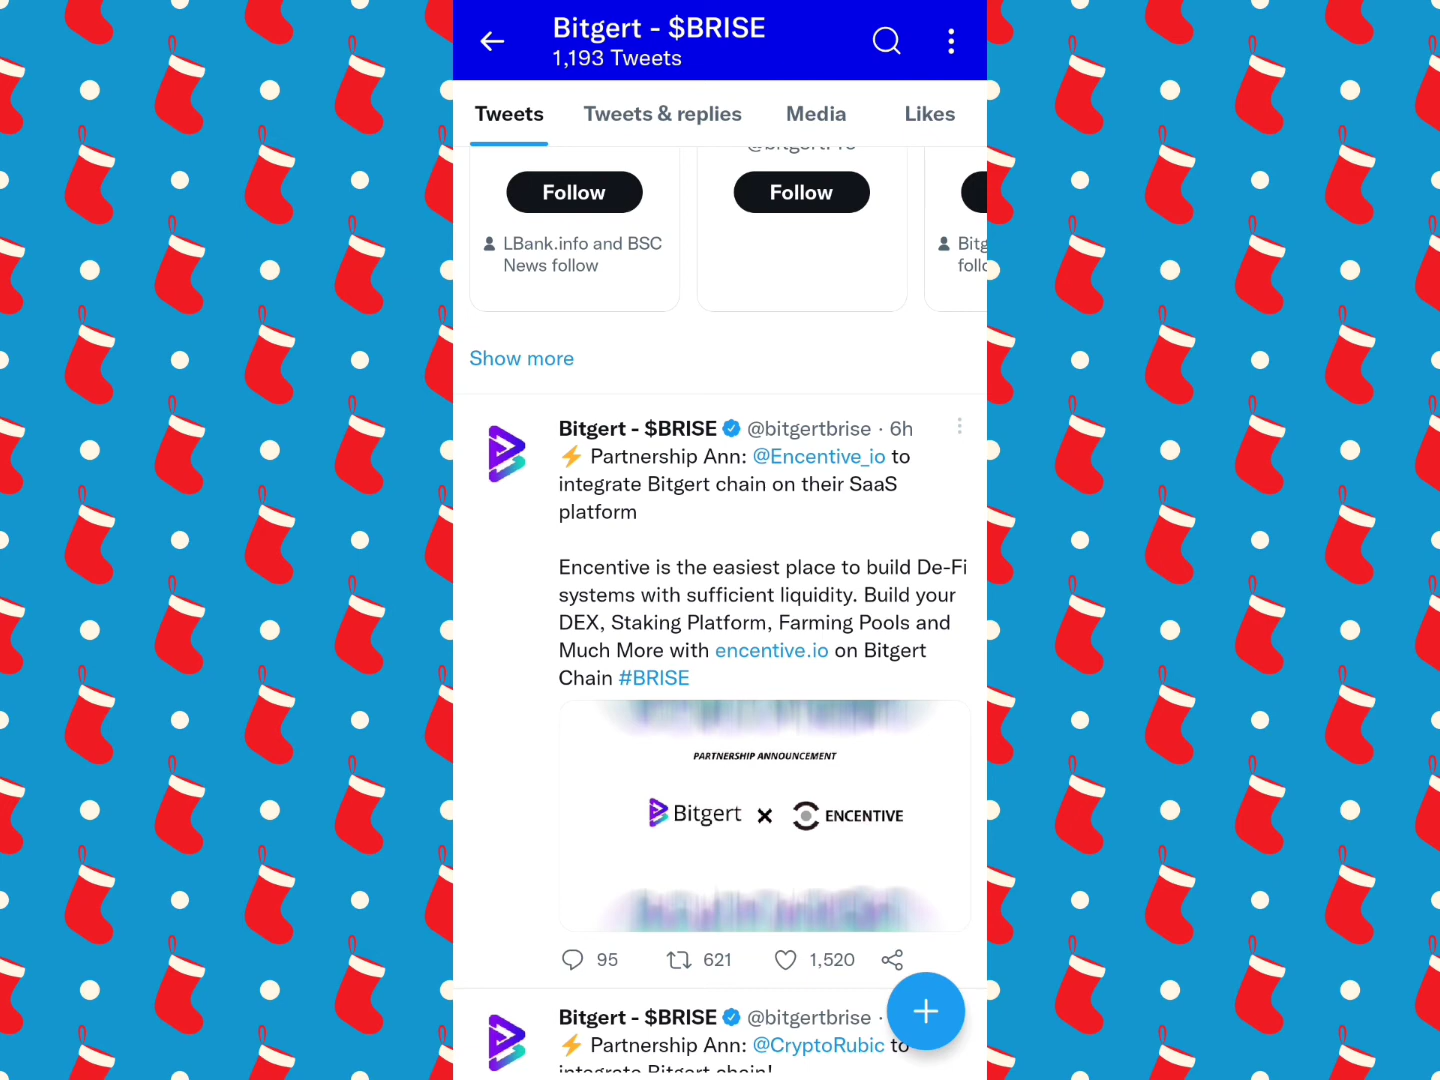 Bitgert - $BRISE
1,193 Tweets
Tweets Tweets & replies Media Likes
Follow Follow
LBank.info and BSC
News follow
Show more
Bitgert - $BRISE @bitgertbrise · 6h
⚡ Partnership Ann: @Encentive_io to
integrate Bitgert chain on their SaaS
platform
Encentive is the easiest place to build De-Fi
systems with sufficient liquidity. Build your
DEX, Staking Platform, Farming Pools and
Much More with encentive.io on Bitgert
Chain #BRISE
PARTNERSHIP ANNOUNCEMENT
Bitgert × ENCENTIVE
95 621 1,520
Bitgert - $BRISE @bitgertbrise ·
⚡ Partnership Ann: @CryptoRubic to
integrate Bitgert chain!